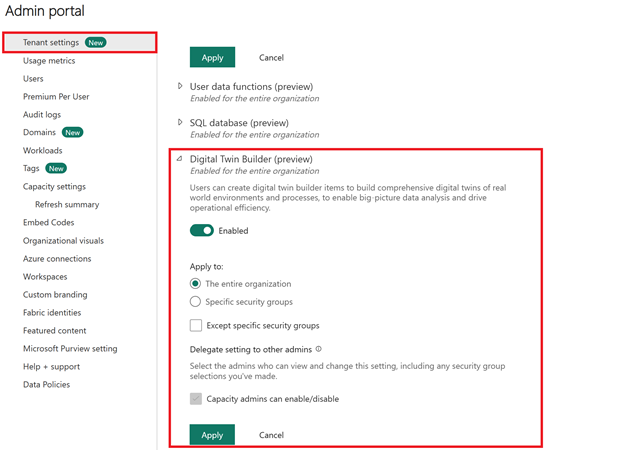 Admin portal
Tenant settings New
Usage metrics
Users
Premium Per User
Audit logs
Domains New
Workloads
Tags New
Capacity settings
Refresh summary
Embed Codes
Organizational visuals
Azure connections
Workspaces
Custom branding
Fabric identities
Featured content
Microsoft Purview setting
Help + support
Data Policies
Apply Cancel
User data functions (preview)
Enabled for the entire organization
SQL database (preview)
Enabled for the entire organization
Digital Twin Builder (preview)
Enabled for the entire organization
Users can create digital twin builder items to build comprehensive digital twins of real
world environments and processes, to enable big-picture data analysis and drive
operational efficiency.
Enabled
Apply to:
The entire organization
Specific security groups
Except specific security groups
Delegate setting to other admins
Select the admins who can view and change this setting, including any security group
selections you've made.
Capacity admins can enable/disable
Apply Cancel